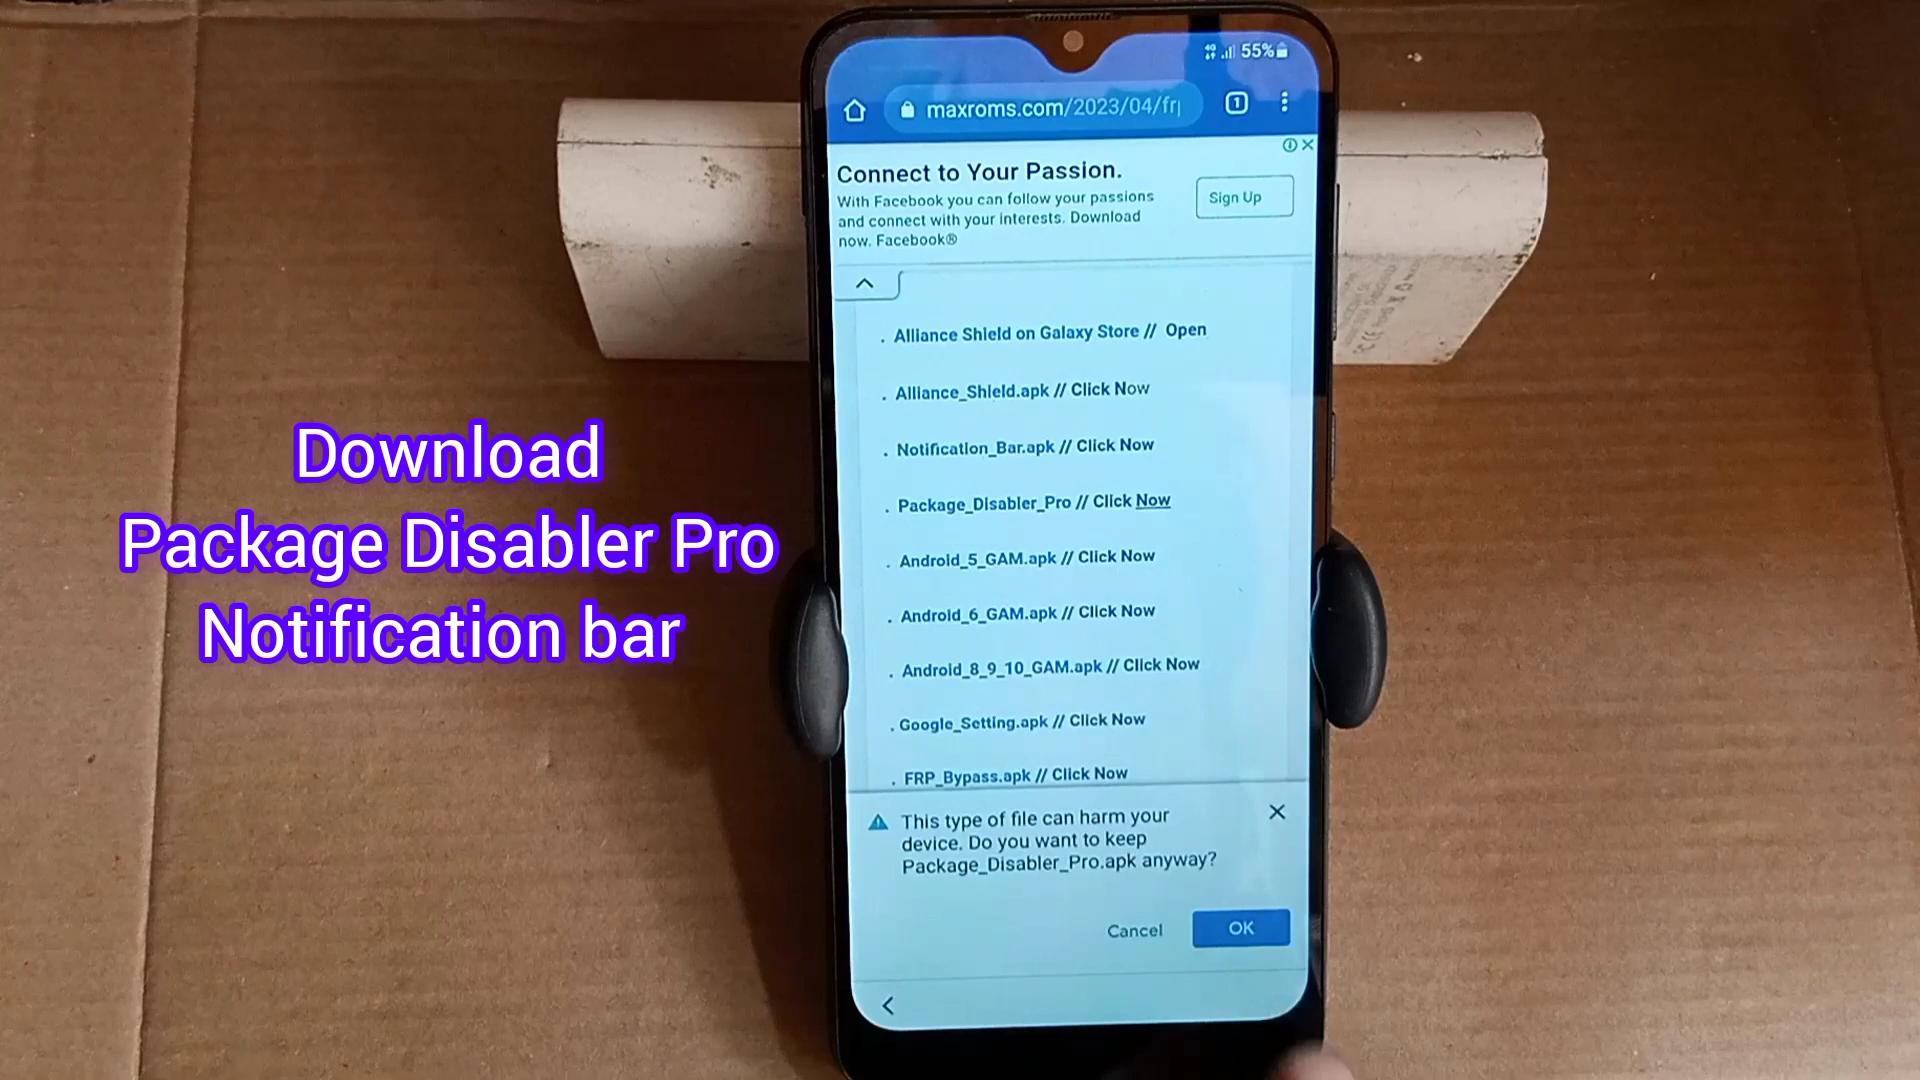 4G 55%
maxroms.com/2023/04/fr
1
Connect to Your Passion.
With Facebook you can follow your passions
and connect with your interests. Download
now. Facebook®
Sign Up
. Alliance Shield on Galaxy Store // Open
. Alliance_Shield.apk // Click Now
. Notification_Bar.apk // Click Now
. Package_Disabler_Pro // Click Now
. Android_5_GAM.apk // Click Now
. Android_6_GAM.apk // Click Now
. Android_8_9_10_GAM.apk // Click Now
. Google_Setting.apk // Click Now
. FRP_Bypass.apk // Click Now
This type of file can harm your
device. Do you want to keep
Package_Disabler_Pro.apk anyway?
Cancel OK
Download
Package Disabler Pro
Notification bar